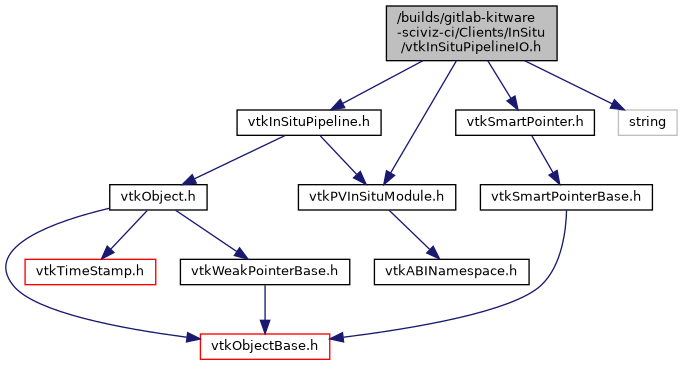 /builds/gitlab-kitware
-sciviz-ci/Clients/InSitu
/vtkInSituPipelineIO.h
vtkInSituPipeline.h
vtkSmartPointer.h
string
vtkObject.h
vtkPVInSituModule.h
vtkSmartPointerBase.h
vtkTimeStamp.h
vtkWeakPointerBase.h
vtkABINamespace.h
vtkObjectBase.h